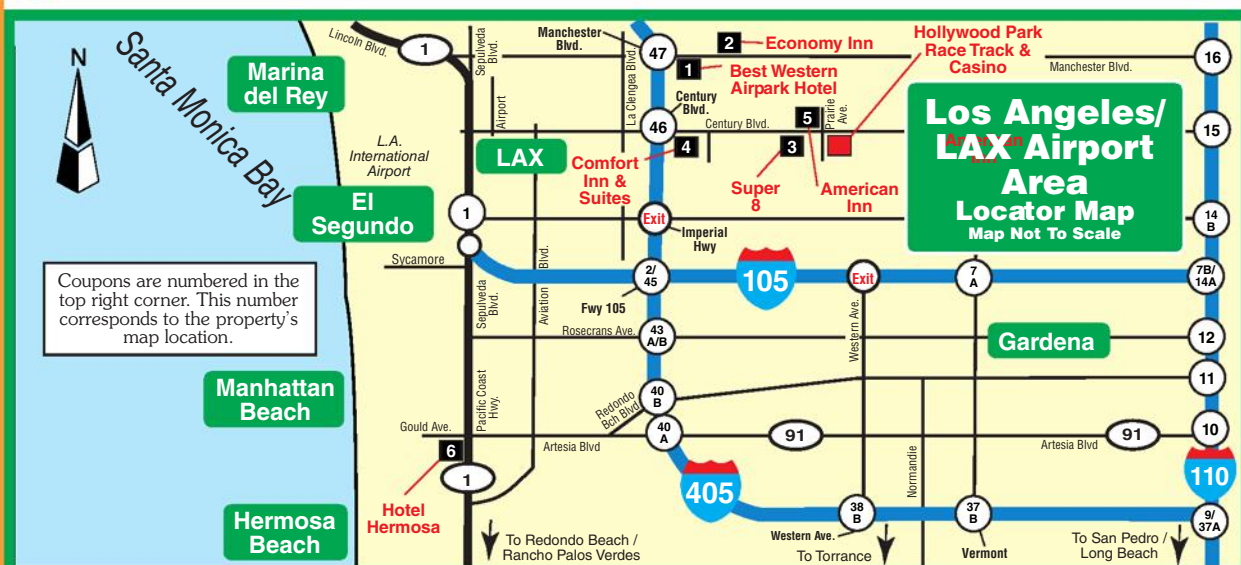 N
Santa Monica Bay
Marina
del Rey
El
Segundo
Coupons are numbered in the
top right corner. This number
corresponds to the property's
map location.
Manhattan
Beach
Hermosa
Beach
Lincoln Blvd.
1
Sepulveda
Blvd.
Airport
L.A.
International
Airport
LAX
1
Sycamore
Sepulveda
Blvd.
Aviation Blvd.
Pacific Coast
Hwy.
Gould Ave.
6
Hotel
Hermosa
1
Artesia Blvd
Redondo
Bch Blvd
Rosecrans Ave.
To Redondo Beach /
Rancho Palos Verdes
Manchester
Blvd.
La Clengea Blvd.
47
2
Economy Inn
1
Best Western
Airpark Hotel
Hollywood Park
Race Track &
Casino
Manchester Blvd.
16
Century
Blvd.
46
Century Blvd.
5
Prairie
Ave.
4
3
Comfort
Inn &
Suites
Super
8
American
Inn
15
American
Inn
Los Angeles/
LAX Airport
Area
Locator Map
Map Not To Scale
Exit
Imperial
Hwy
14
B
2/
45
Fwy 105
105
Exit
7
A
7B/
14A
43
A/B
Western Ave.
Gardena
12
11
40
B
40
A
91
91
Artesia Blvd
10
Normandie
405
110
38
B
Western Ave.
37
B
Vermont
9/
37A
To Torrance
To San Pedro /
Long Beach